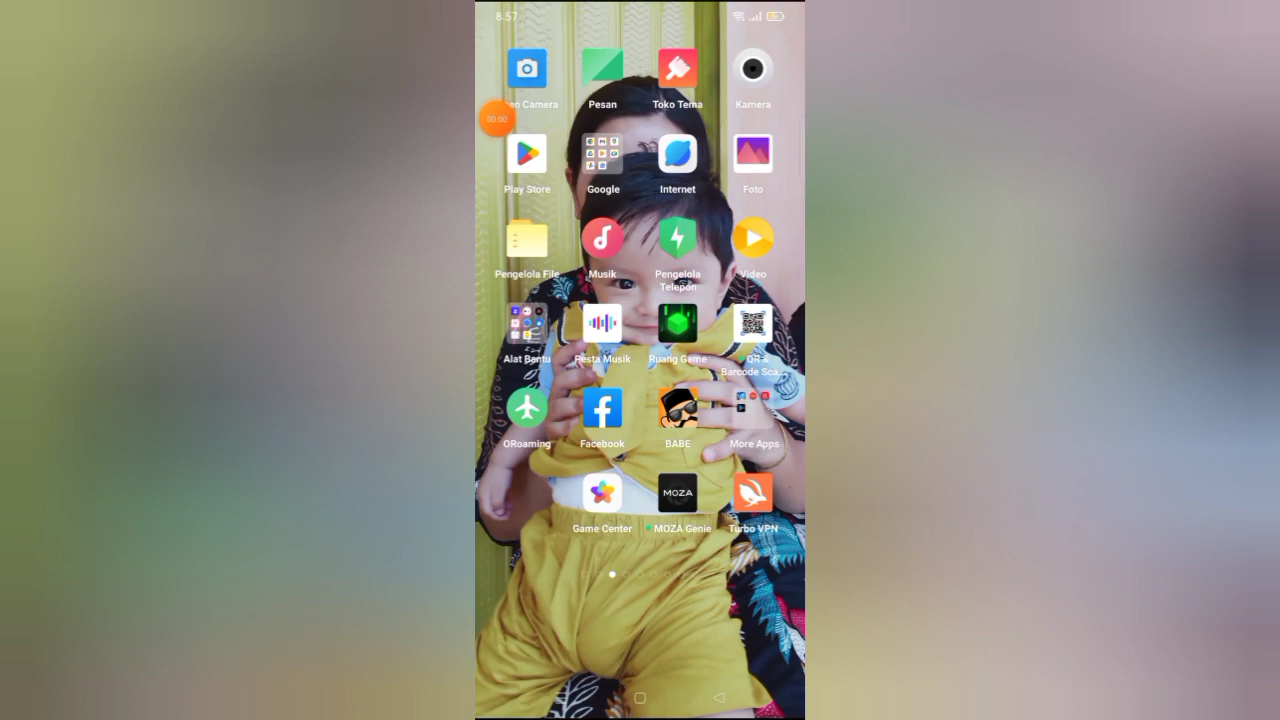 8.57
en Camera
Pesan
Toko Tema
Kamera
00:00
Play Store
Google
Internet
Foto
Pengelola File
Musik
Pengelola
Telepon
Video
Alat Bantu
Pesta Musik
Ruang Game
QR &
Barcode Sca...
ORoaming
Facebook
BABE
More Apps
MOZA
Game Center
MOZA Genie
Turbo VPN